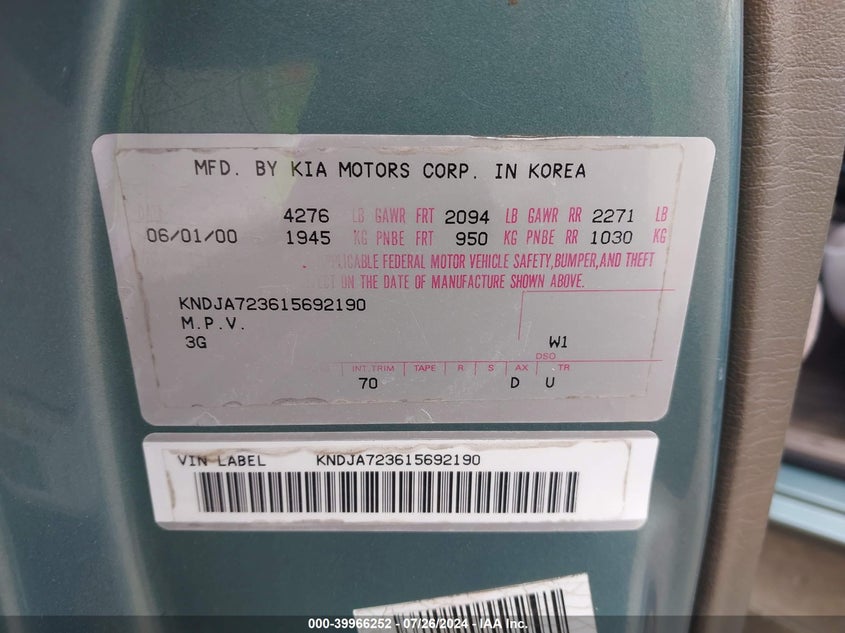 MFD. BY KIA MOTORS CORP. IN KOREA
4276 LB GAWR FRT 2094 LB GAWR RR 2271 LB
06/01/00 1945 KG PNBE FRT 950 KG PNBE RR 1030 KG
FEDERAL MOTOR VEHICLE SAFETY,BUMPER,AND THEFT
ON THE DATE OF MANUFACTURE SHOWN ABOVE.
KNDJA723615692190
M.P.V.
3G W1
DSO
INT.TRIM TAPE R S AX TR
70 D U
VIN LABEL KNDJA723615692190
000-39966252 - 07/26/2024 - IAA Inc.